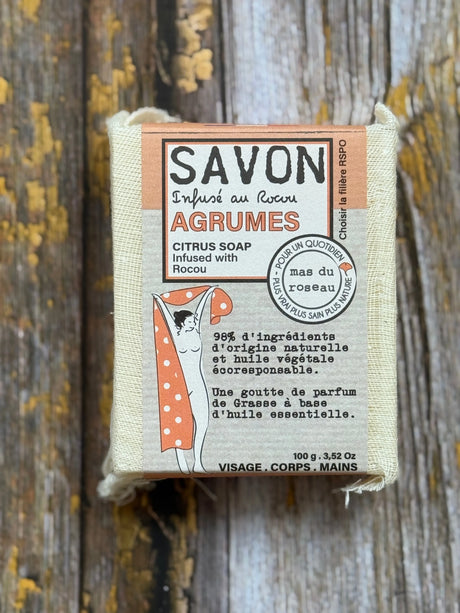 SAVON
Infusé au Rocou
AGRUMES
CITRUS SOAP
Infused with
Rocou
Choisir la filière RSPO
POUR UN QUOTIDIEN
PLUS VRAI PLUS SAIN PLUS NATURE
mas du
roseau
98% d'ingrédients
d'origine naturelle
et huile végétale
écoresponsable.
Une goutte de parfum
de Grasse à base
d'huile essentielle.
100 g . 3,52 Oz
VISAGE . CORPS . MAINS